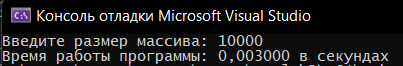 Консоль отладки Microsoft Visual Studio
Введите размер массива: 10000
Время работы программы: 0,003000 в секундах